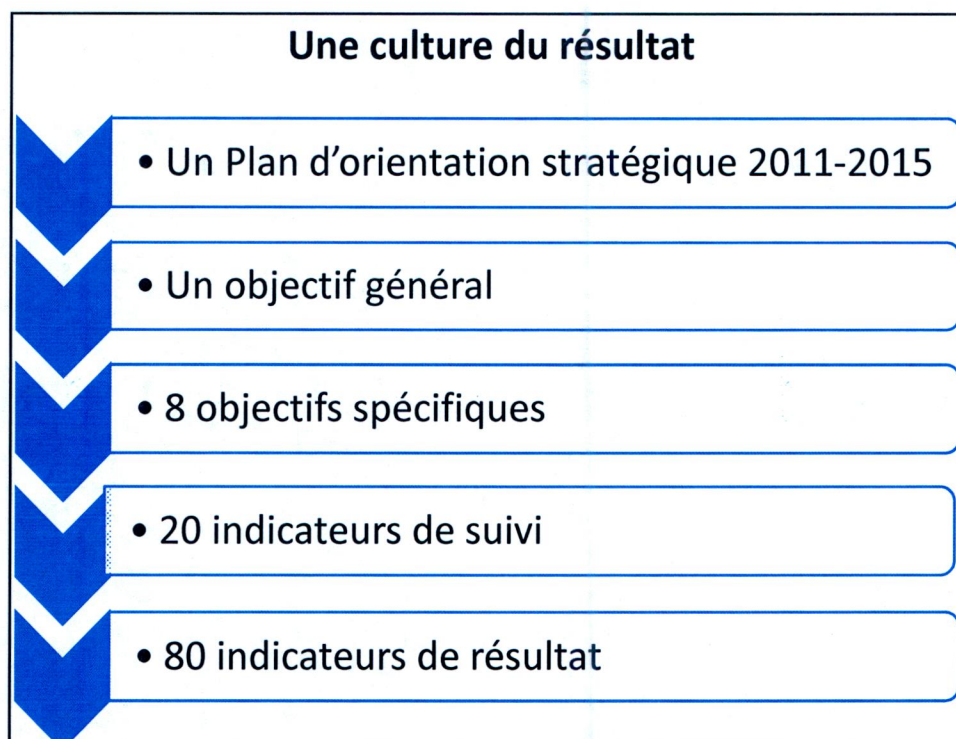 Une culture du résultat
• Un Plan d'orientation stratégique 2011-2015
• Un objectif général
• 8 objectifs spécifiques
• 20 indicateurs de suivi
• 80 indicateurs de résultat